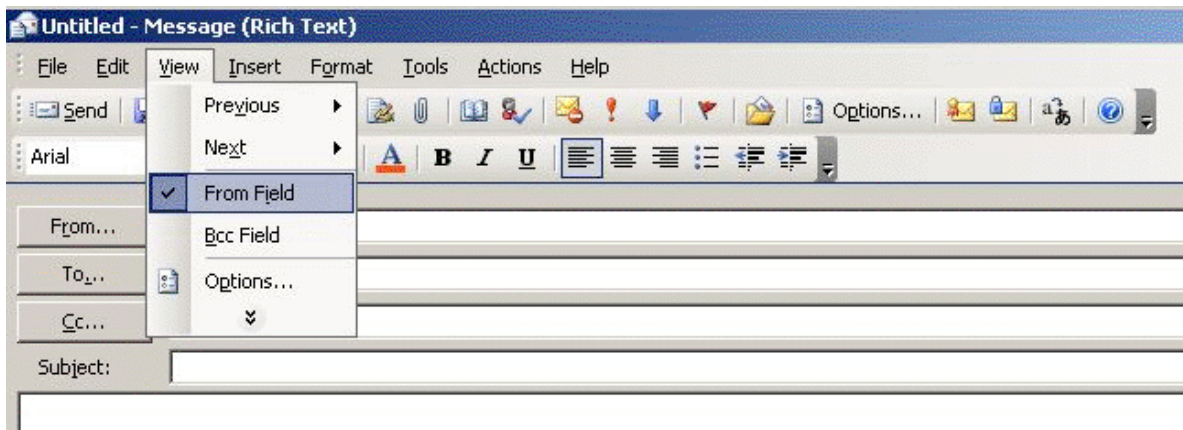 Untitled - Message (Rich Text)
File Edit View Insert Format Tools Actions Help
Send Options...
Arial A B I U
Previous
Next
From Field
Bcc Field
Options...
From...
To...
Cc...
Subject: